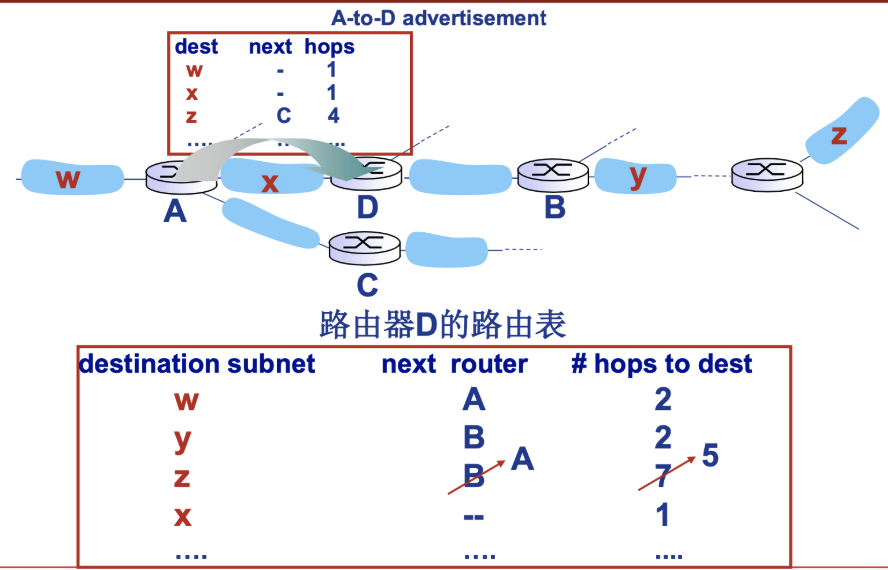 A-to-D advertisement
dest next hops
w - 1
x - 1
z C 4
…. .. ...
w x D B y z
A
C
路由器D的路由表
destination subnet next router # hops to dest
w A 2
y B 2
z B A 7 5
x -- 1
…. …. ....